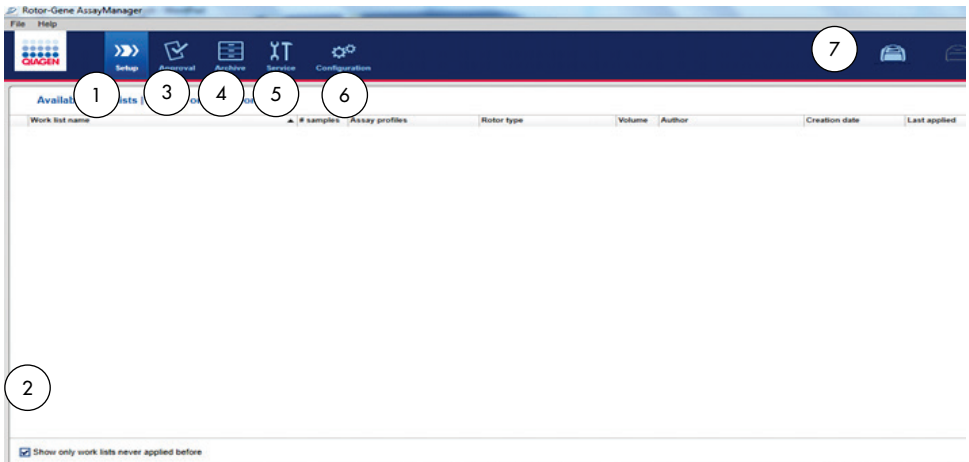 Rotor-Gene AssayManager
File Help
QIAGEN
Setup Approval Archive Service Configuration
7
1 3 4 5 6
Work list name # samples Assay profiles Rotor type Volume Author Creation date Last applied
2
Show only work lists never applied before